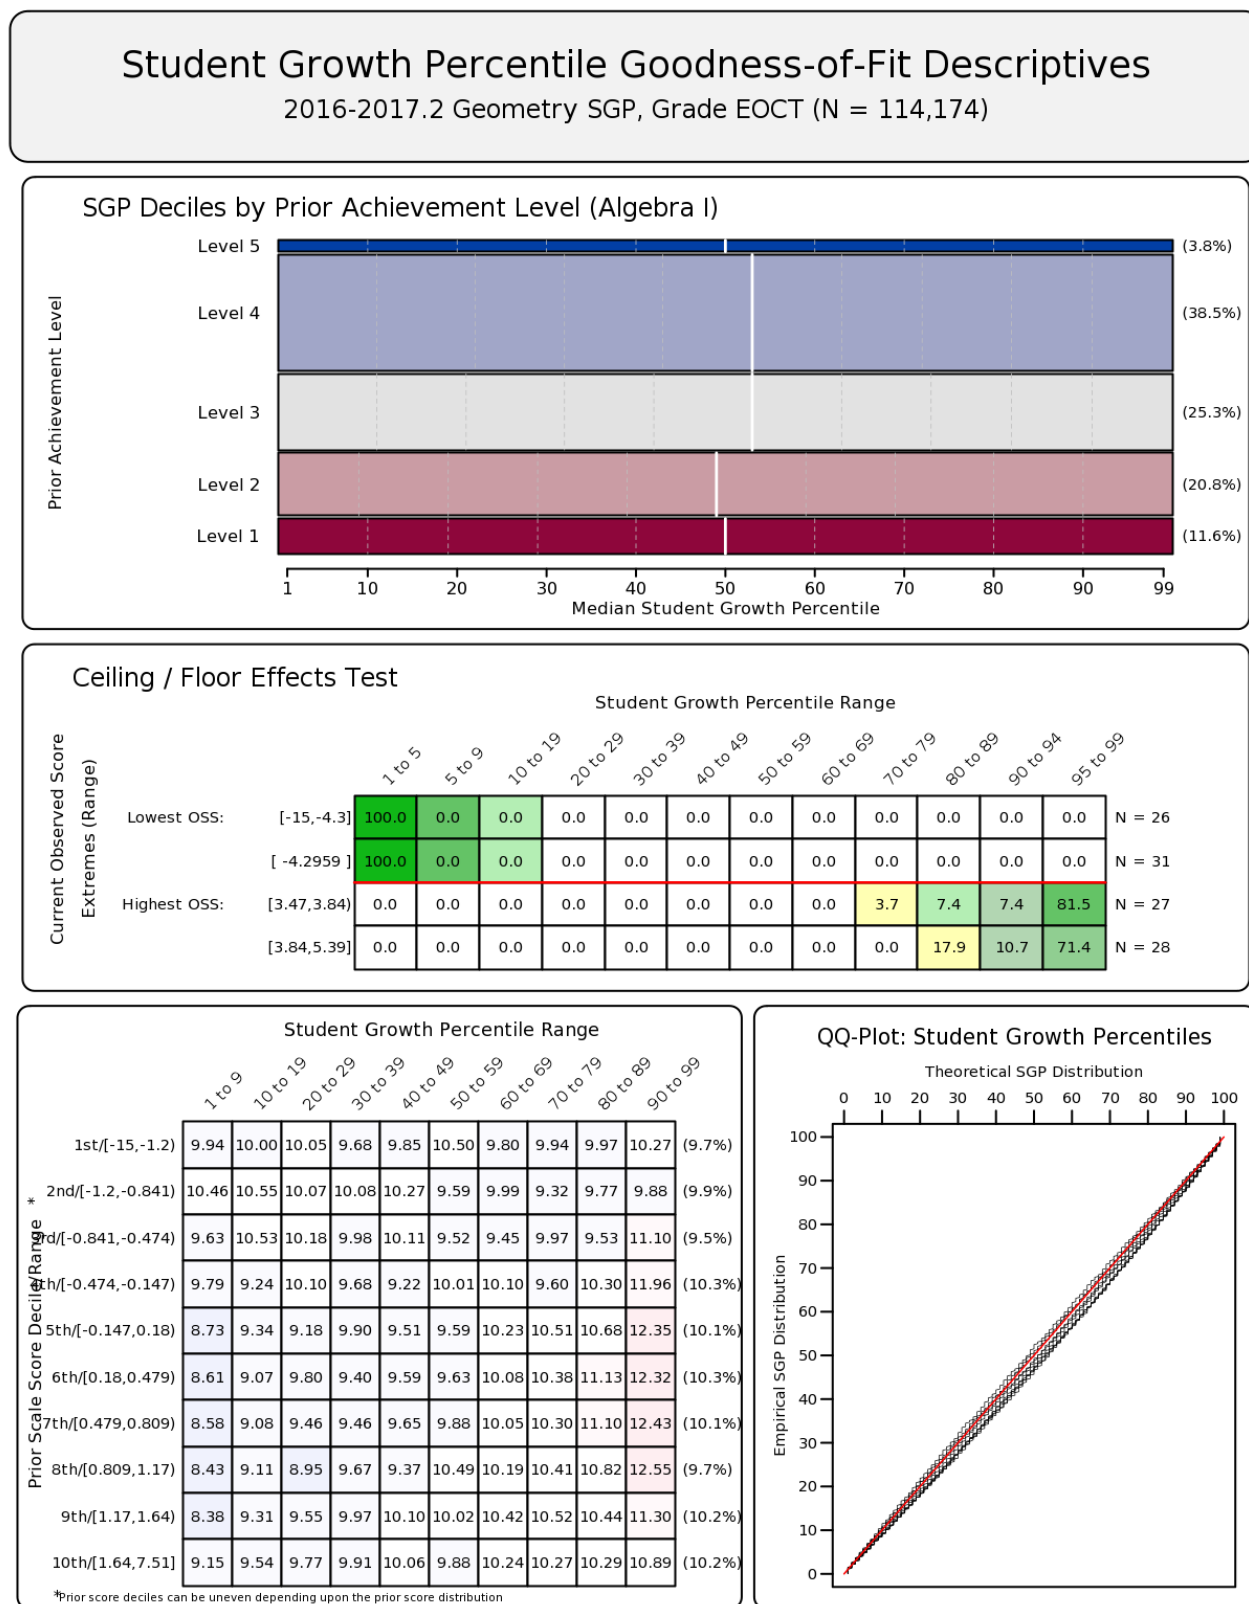 Student Growth Percentile Goodness-of-Fit Descriptives
2016-2017.2 Geometry SGP, Grade EOCT (N = 114,174)
SGP Deciles by Prior Achievement Level (Algebra I)
Prior Achievement Level
Level 5 (3.8%)
Level 4 (38.5%)
Level 3 (25.3%)
Level 2 (20.8%)
Level 1 (11.6%)
1 10 20 30 40 50 60 70 80 90 99
Median Student Growth Percentile
Ceiling / Floor Effects Test
Student Growth Percentile Range
Current Observed Score
Extremes (Range)
1 to 5 5 to 9 10 to 19 20 to 29 30 to 39 40 to 49 50 to 59 60 to 69 70 to 79 80 to 89 90 to 94 95 to 99
Lowest OSS: [-15,-4.3] 100.0 0.0 0.0 0.0 0.0 0.0 0.0 0.0 0.0 0.0 0.0 0.0 N = 26
[ -4.2959 ] 100.0 0.0 0.0 0.0 0.0 0.0 0.0 0.0 0.0 0.0 0.0 0.0 N = 31
Highest OSS: [3.47,3.84) 0.0 0.0 0.0 0.0 0.0 0.0 0.0 0.0 3.7 7.4 7.4 81.5 N = 27
[3.84,5.39] 0.0 0.0 0.0 0.0 0.0 0.0 0.0 0.0 0.0 17.9 10.7 71.4 N = 28
Student Growth Percentile Range
Prior Scale Score Decile/Range *
1 to 9 10 to 19 20 to 29 30 to 39 40 to 49 50 to 59 60 to 69 70 to 79 80 to 89 90 to 99
1st/[-15,-1.2) 9.94 10.00 10.05 9.68 9.85 10.50 9.80 9.94 9.97 10.27 (9.7%)
2nd/[-1.2,-0.841) 10.46 10.55 10.07 10.08 10.27 9.59 9.99 9.32 9.77 9.88 (9.9%)
3rd/[-0.841,-0.474) 9.63 10.53 10.18 9.98 10.11 9.52 9.45 9.97 9.53 11.10 (9.5%)
4th/[-0.474,-0.147) 9.79 9.24 10.10 9.68 9.22 10.01 10.10 9.60 10.30 11.96 (10.3%)
5th/[-0.147,0.18) 8.73 9.34 9.18 9.90 9.51 9.59 10.23 10.51 10.68 12.35 (10.1%)
6th/[0.18,0.479) 8.61 9.07 9.80 9.40 9.59 9.63 10.08 10.38 11.13 12.32 (10.3%)
7th/[0.479,0.809) 8.58 9.08 9.46 9.46 9.65 9.88 10.05 10.30 11.10 12.43 (10.1%)
8th/[0.809,1.17) 8.43 9.11 8.95 9.67 9.37 10.49 10.19 10.41 10.82 12.55 (9.7%)
9th/[1.17,1.64) 8.38 9.31 9.55 9.97 10.10 10.02 10.42 10.52 10.44 11.30 (10.2%)
10th/[1.64,7.51] 9.15 9.54 9.77 9.91 10.06 9.88 10.24 10.27 10.29 10.89 (10.2%)
*Prior score deciles can be uneven depending upon the prior score distribution
QQ-Plot: Student Growth Percentiles
Theoretical SGP Distribution
0 10 20 30 40 50 60 70 80 90 100
Empirical SGP Distribution
100
90
80
70
60
50
40
30
20
10
0